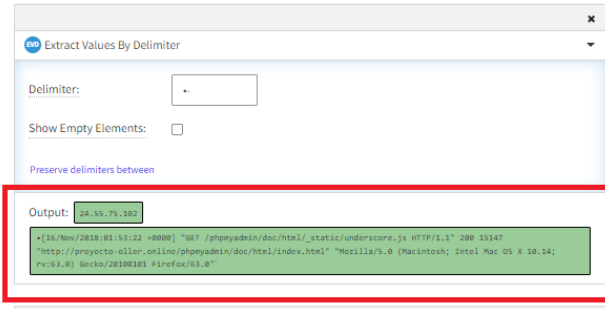 ×
EVD Extract Values By Delimiter
Delimiter: •-
Show Empty Elements:
Preserve delimiters between
Output: 24.55.75.102
•[16/Nov/2018:01:53:22 +0000] "GET /phpmyadmin/doc/html/_static/underscore.js HTTP/1.1" 200 15147
"http://proyecto-oller.online/phpmyadmin/doc/html/index.html" "Mozilla/5.0 (Macintosh; Intel Mac OS X 10.14;
rv:63.0) Gecko/20100101 Firefox/63.0"`